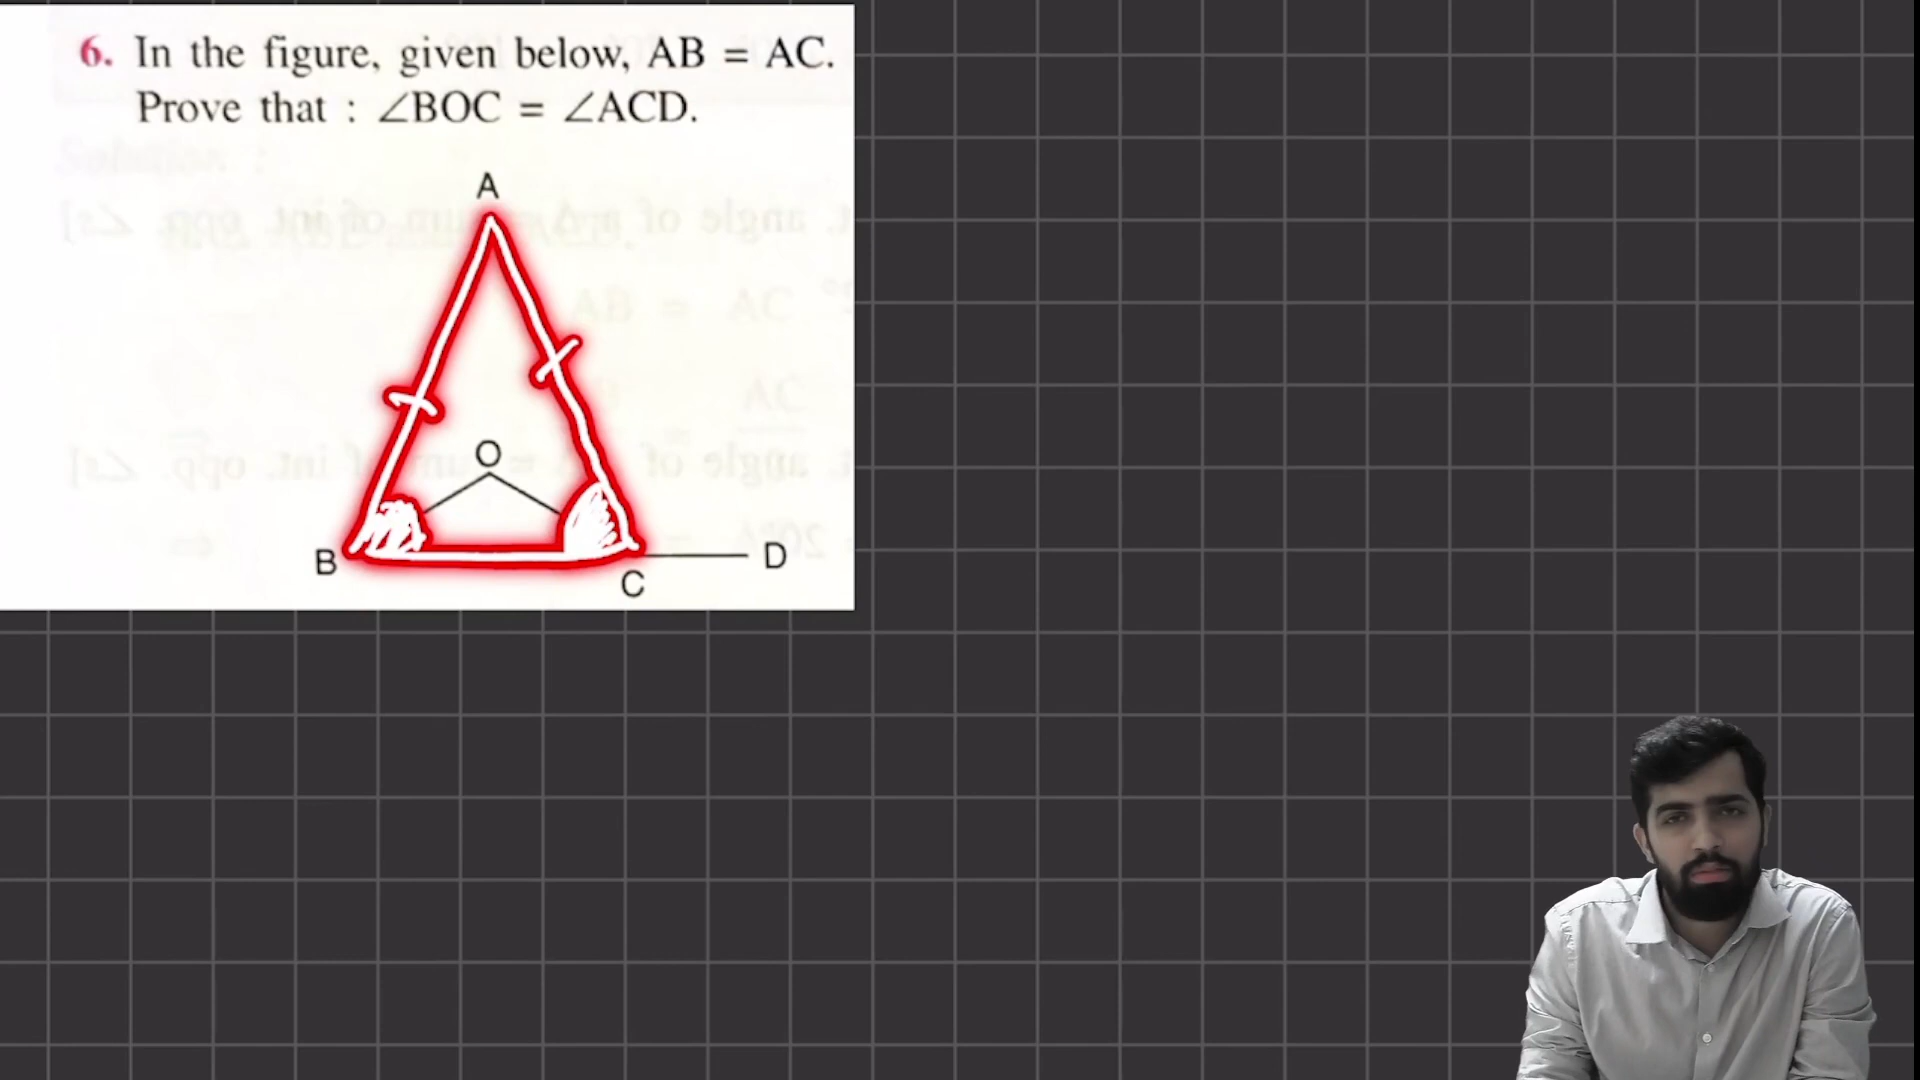 6. In the figure, given below, AB = AC.
Prove that : ∠BOC = ∠ACD.
A
O
B
C
D